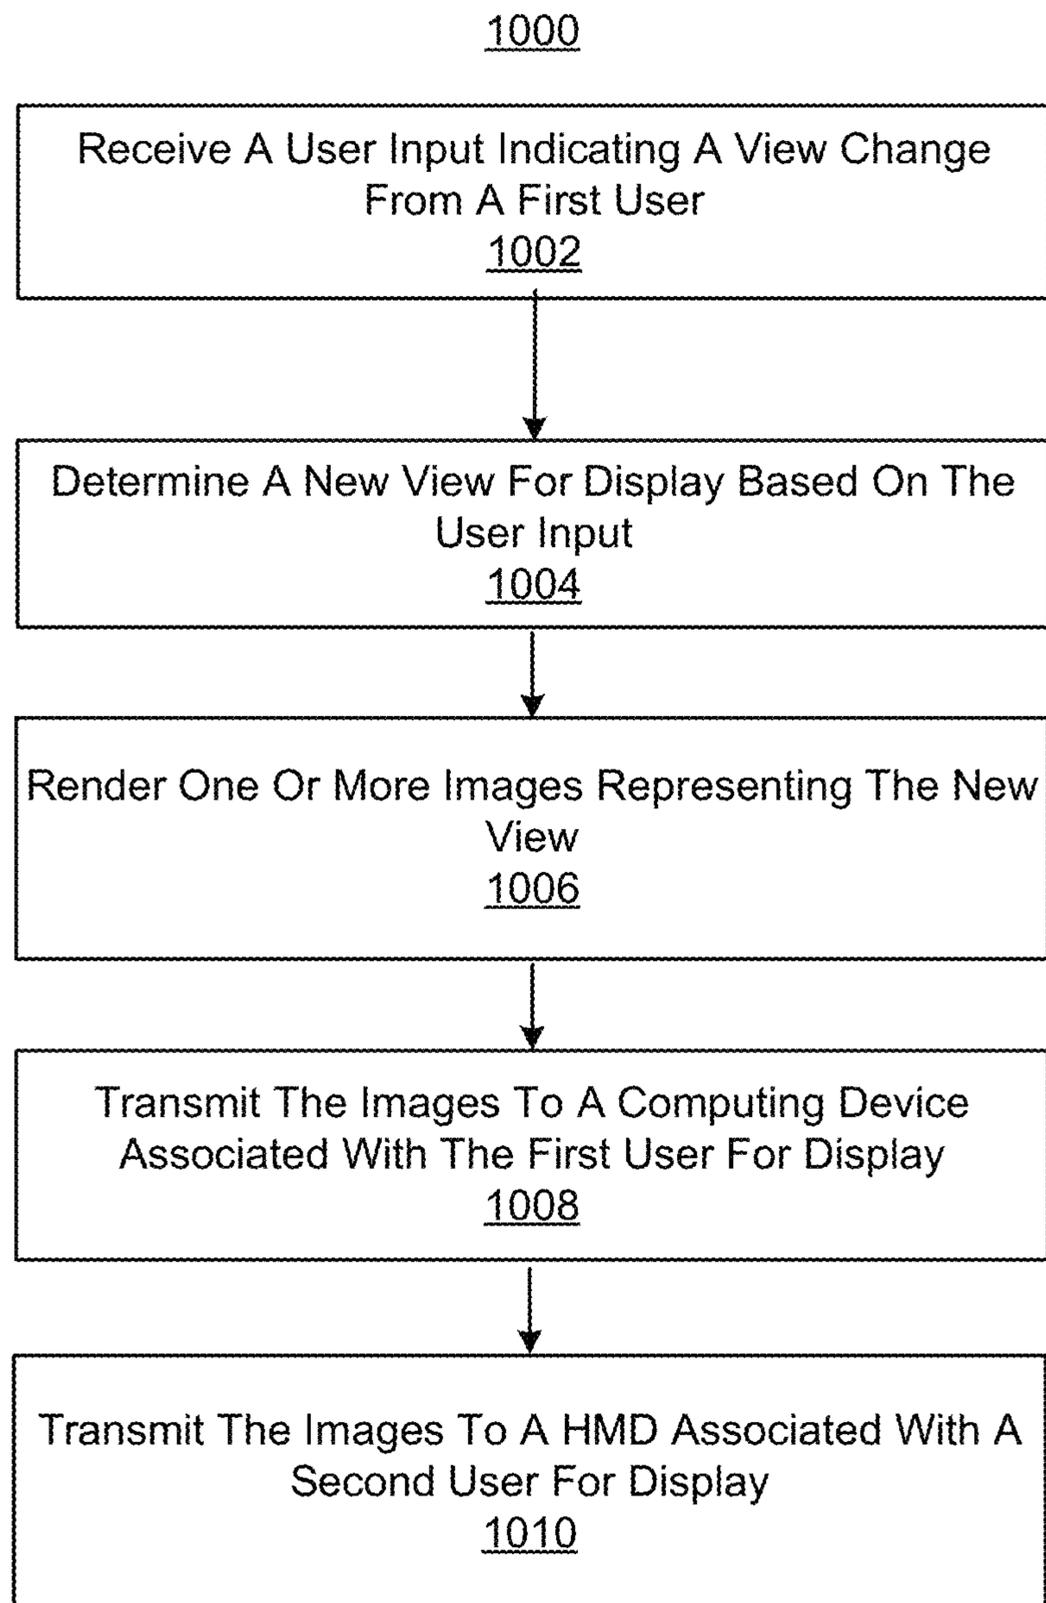 1000
Receive A User Input Indicating A View Change
From A First User
1002
Determine A New View For Display Based On The
User Input
1004
Render One Or More Images Representing The New
View
1006
Transmit The Images To A Computing Device
Associated With The First User For Display
1008
Transmit The Images To A HMD Associated With A
Second User For Display
1010